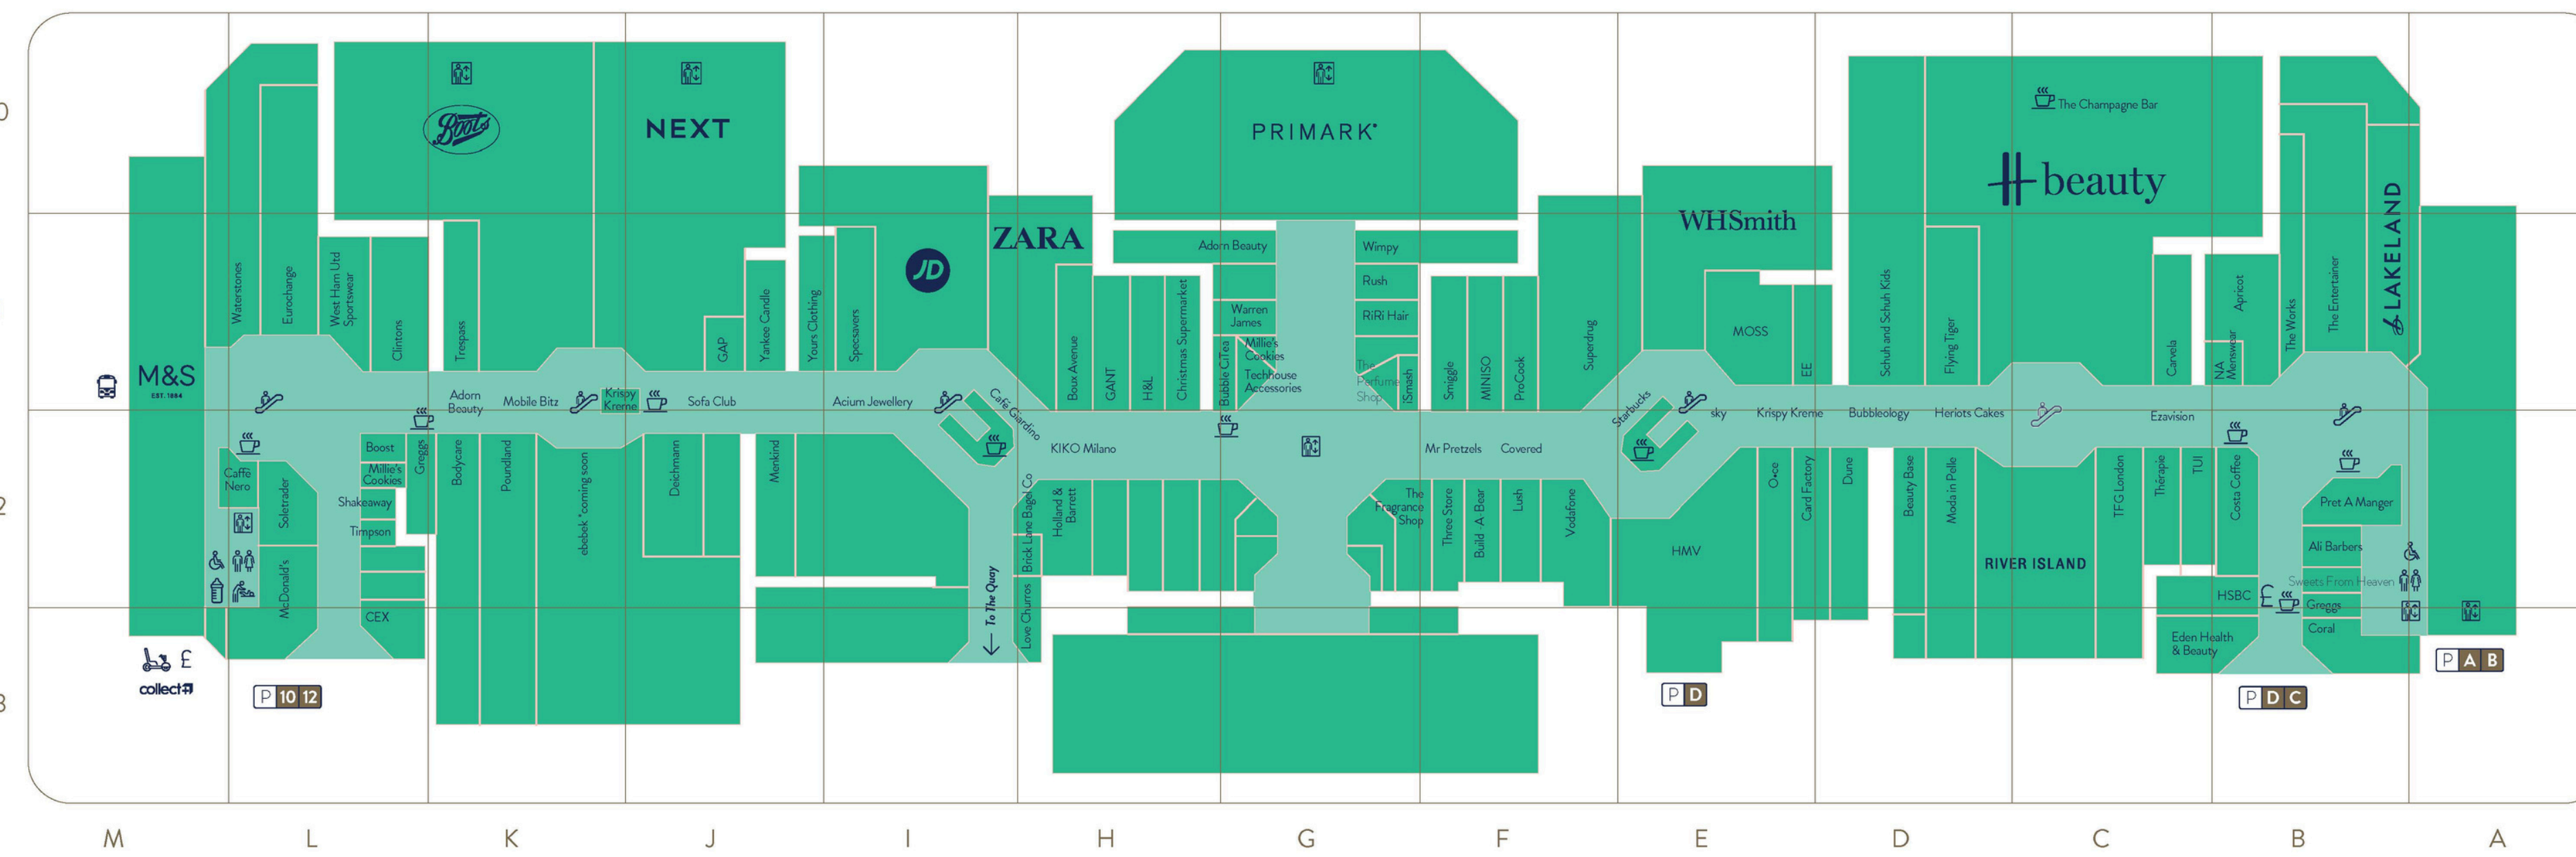 0
2
3
Boots
NEXT
PRIMARK
The Champagne Bar
H beauty
M&S
EST. 1884
Waterstones
Eurochange
West Ham Utd
Sportswear
Clintons
Trespass
GAP
Yankee Candle
Yours Clothing
Specsavers
JD
ZARA
Boux Avenue
GANT
H&L
Christmas Supermarket
Adorn Beauty
Warren
James
Bubble CiTea
Millie's
Cookies
Techhouse
Accessories
Wimpy
Rush
RiRi Hair
The
Perfume
Shop
iSmash
Smiggle
MINISO
ProCook
Superdrug
WHSmith
MOSS
EE
Schuh and Schuh Kids
Flying Tiger
Carvela
Apricot
NA
Menswear
The Works
The Entertainer
LAKELAND
Adorn
Beauty
Mobile Bitz
Krispy
Kreme
Sofa Club
Acium Jewellery
Café Giardino
KIKO Milano
Mr Pretzels
Covered
Starbucks
sky
Krispy Kreme
Bubbleology
Heriots Cakes
Ezavision
Caffè
Nero
Soletrader
McDonald's
Boost
Millie's
Cookies
Shakeaway
Timpson
CEX
Greggs
Bodycare
Poundland
ebebek *coming soon
Deichmann
Menkind
To The Quay
Brick Lane Bagel Co
Love Churros
Holland &
Barrett
The
Fragrance
Shop
Three Store
Build -A-Bear
Lush
Vodafone
HMV
Card Factory
Dune
Beauty Base
Moda in Pelle
RIVER ISLAND
TFG London
Thérapie
TUI
Costa Coffee
HSBC
£
Eden Health
& Beauty
Pret A Manger
Ali Barbers
Sweets From Heaven
Greggs
Coral
£
collect+
P 10 12
P D
P D C
P A B
M L K J I H G F E D C B A